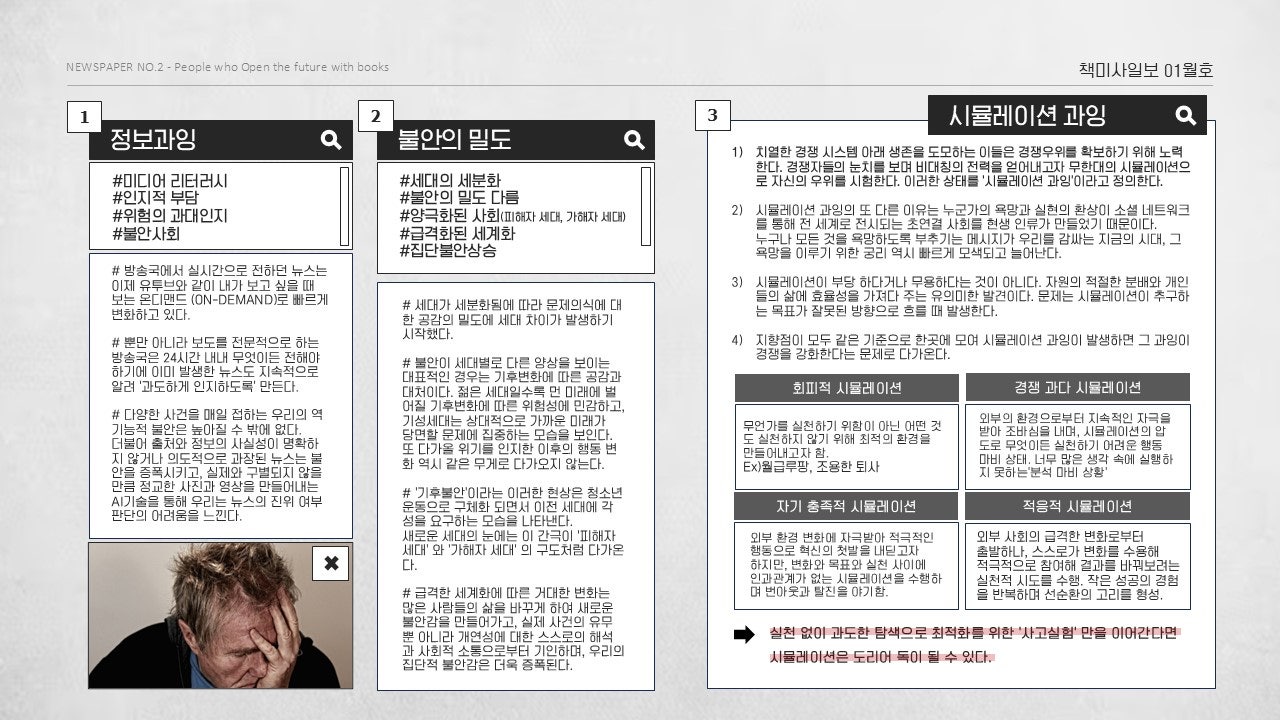 NEWSPAPER NO.2 - People who Open the future with books
책미사일보 01월호
1
정보과잉
#미디어 리터러시
#인지적 부담
#위험의 과대인지
#불안사회
# 방송국에서 실시간으로 전하던 뉴스는
이제 유투브와 같이 내가 보고 싶을 때
보는 온디맨드 (ON-DEMAND)로 빠르게
변화하고 있다.
# 뿐만 아니라 보도를 전문적으로 하는
방송국은 24시간 내내 무엇이든 전해야
하기에 이미 발생한 뉴스도 지속적으로
알려 '과도하게 인지하도록' 만든다.
# 다양한 사건을 매일 접하는 우리의 역
기능적 불안은 높아질 수 밖에 없다.
더불어 출처와 정보의 사실성이 명확하
지 않거나 의도적으로 과장된 뉴스는 불
안을 증폭시키고, 실제와 구별되지 않을
만큼 정교한 사진과 영상을 만들어내는
AI기술을 통해 우리는 뉴스의 진위 여부
판단의 어려움을 느낀다.
2
불안의 밀도
#세대의 세분화
#불안의 밀도 다름
#양극화된 사회(피해자 세대, 가해자 세대)
#급격화된 세계화
#집단불안상승
# 세대가 세분화됨에 따라 문제의식에 대
한 공감의 밀도에 세대 차이가 발생하기
시작했다.
# 불안이 세대별로 다른 양상을 보이는
대표적인 경우는 기후변화에 따른 공감과
대처이다. 젊은 세대일수록 먼 미래에 벌
어질 기후변화에 따른 위험성에 민감하고,
기성세대는 상대적으로 가까운 미래가
당면할 문제에 집중하는 모습을 보인다.
또 다가올 위기를 인지한 이후의 행동 변
화 역시 같은 무게로 다가오지 않는다.
# '기후불안'이라는 이러한 현상은 청소년
운동으로 구체화 되면서 이전 세대에 각
성을 요구하는 모습을 나타낸다.
새로운 세대의 눈에는 이 간극이 '피해자
세대' 와 '가해자 세대' 의 구도처럼 다가온
다.
# 급격한 세계화에 따른 거대한 변화는
많은 사람들의 삶을 바꾸게 하여 새로운
불안감을 만들어가고, 실제 사건의 유무
뿐 아니라 개연성에 대한 스스로의 해석
과 사회적 소통으로부터 기인하며, 우리의
집단적 불안감은 더욱 증폭된다.
3
시뮬레이션 과잉
1) 치열한 경쟁 시스템 아래 생존을 도모하는 이들은 경쟁우위를 확보하기 위해 노력
한다. 경쟁자들의 눈치를 보며 비대칭의 전력을 얻어내고자 무한대의 시뮬레이션으
로 자신의 우위를 시험한다. 이러한 상태를 '시뮬레이션 과잉'이라고 정의한다.
2) 시뮬레이션 과잉의 또 다른 이유는 누군가의 욕망과 실현의 환상이 소셜 네트워크
를 통해 전 세계로 전시되는 초연결 사회를 현생 인류가 만들었기 때문이다.
누구나 모든 것을 욕망하도록 부추기는 메시지가 우리를 감싸는 지금의 시대, 그
욕망을 이루기 위한 궁리 역시 빠르게 모색되고 늘어난다.
3) 시뮬레이션이 부당 하다거나 무용하다는 것이 아니다. 자원의 적절한 분배와 개인
들의 삶에 효율성을 가져다 주는 유의미한 발견이다. 문제는 시뮬레이션이 추구하
는 목표가 잘못된 방향으로 흐를 때 발생한다.
4) 지향점이 모두 같은 기준으로 한곳에 모여 시뮬레이션 과잉이 발생하면 그 과잉이
경쟁을 강화한다는 문제로 다가온다.
회피적 시뮬레이션
무언가를 실천하기 위함이 아닌 어떤 것
도 실천하지 않기 위해 최적의 환경을
만들어내고자 함.
Ex)월급루팡, 조용한 퇴사
경쟁 과다 시뮬레이션
외부의 환경으로부터 지속적인 자극을
받아 조바심을 내며, 시뮬레이션의 압
도로 무엇이든 실천하기 어려운 행동
마비 상태. 너무 많은 생각 속에 실행하
지 못하는'분석 마비 상황'
자기 충족적 시뮬레이션
외부 환경 변화에 자극받아 적극적인
행동으로 혁신의 첫발을 내딛고자
하지만, 변화와 목표와 실천 사이에
인과관계가 없는 시뮬레이션을 수행하
며 번아웃과 탈진을 야기함.
적응적 시뮬레이션
외부 사회의 급격한 변화로부터
출발하나, 스스로가 변화를 수용해
적극적으로 참여해 결과를 바꿔보려는
실천적 시도를 수행. 작은 성공의 경험
을 반복하며 선순환의 고리를 형성.
실천 없이 과도한 탐색으로 최적화를 위한 '사고실험' 만을 이어간다면
시뮬레이션은 도리어 독이 될 수 있다.